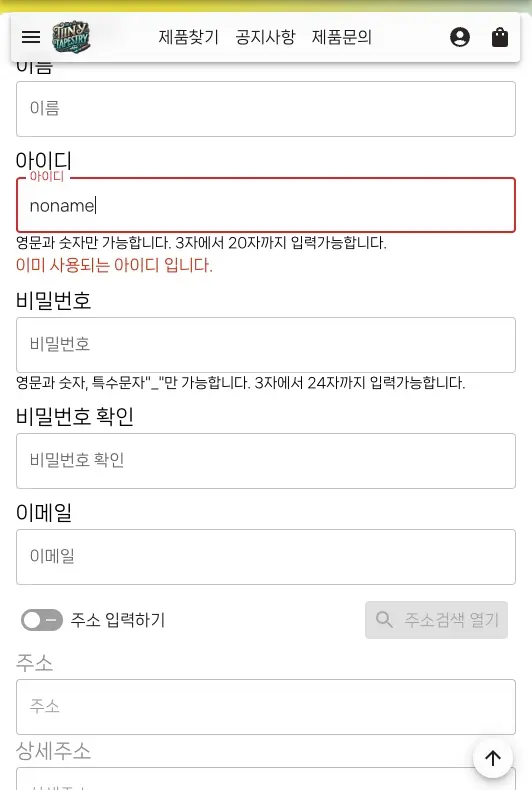 TINY
TAPESTRY
제품찾기 공지사항 제품문의
이름
이름
아이디
아이디
noname
영문과 숫자만 가능합니다. 3자에서 20자까지 입력가능합니다.
이미 사용되는 아이디 입니다.
비밀번호
비밀번호
영문과 숫자, 특수문자"_"만 가능합니다. 3자에서 24자까지 입력가능합니다.
비밀번호 확인
비밀번호 확인
이메일
이메일
주소 입력하기 주소검색 열기
주소
주소
상세주소
상세주소